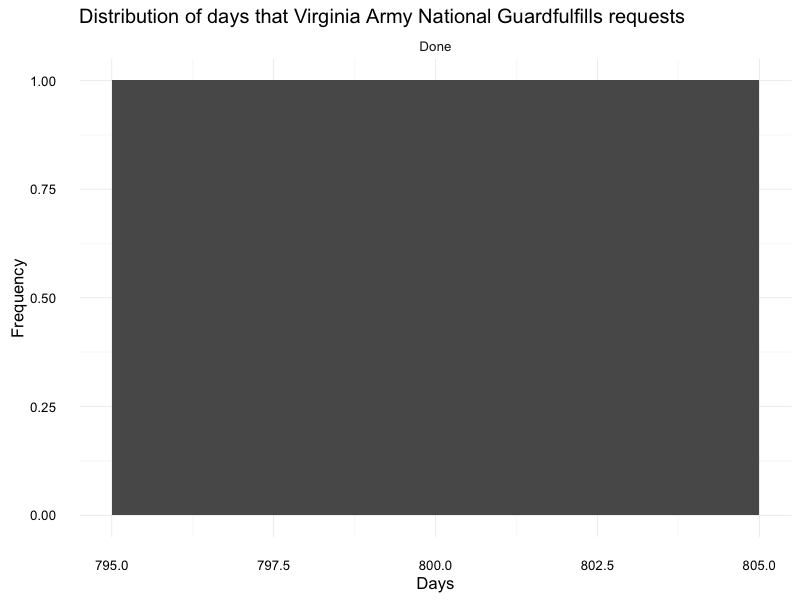 Distribution of days that Virginia Army National Guardfulfills requests
Done
1.00
0.75
0.50
0.25
0.00
Frequency
795.0 797.5 800.0 802.5 805.0
Days